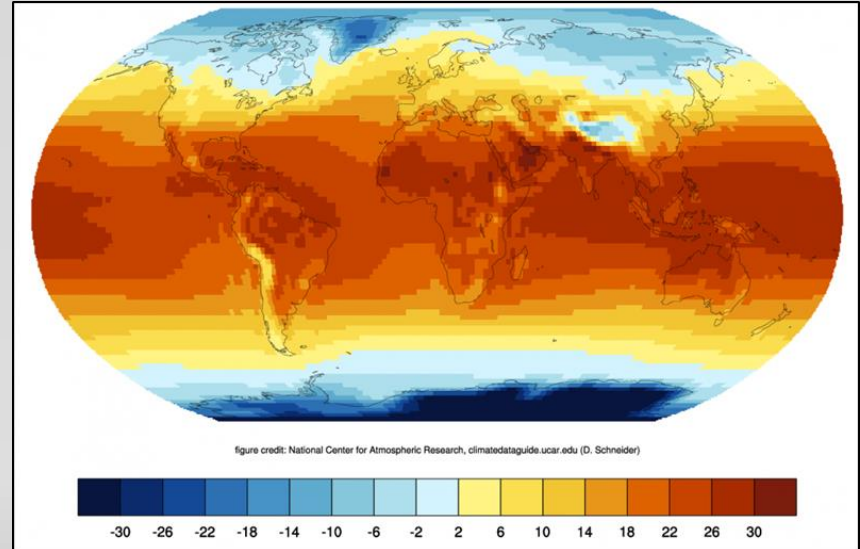 figure credit: National Center for Atmospheric Research, climatedataguide.ucar.edu (D. Schneider)
-30 -26 -22 -18 -14 -10 -6 -2 2 6 10 14 18 22 26 30